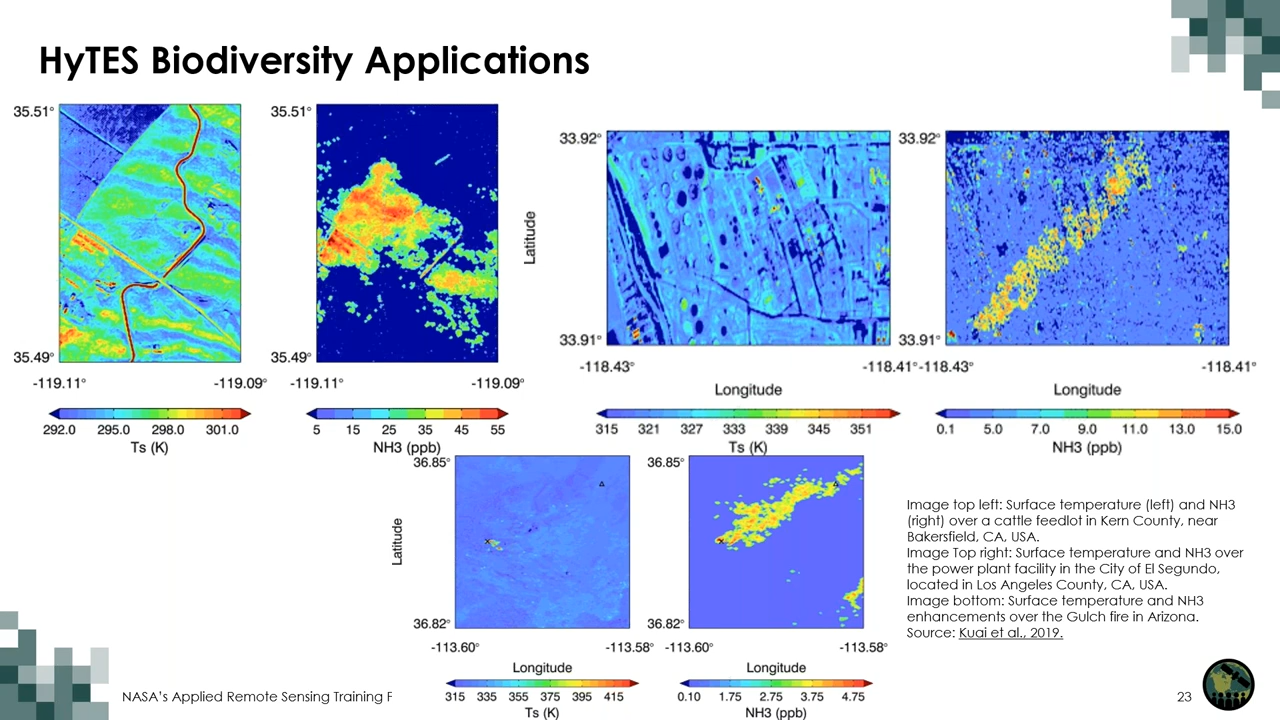 HyTES Biodiversity Applications
35.51°
35.49°
-119.11°
-119.09°
292.0 295.0 298.0 301.0
Ts (K)
35.51°
35.49°
-119.11°
-119.09°
5 15 25 35 45 55
NH3 (ppb)
Latitude
33.92°
33.91°
-118.43°
-118.41°
Longitude
315 321 327 333 339 345 351
Ts (K)
33.92°
33.91°
-118.43°
-118.41°
Longitude
0.1 5.0 7.0 9.0 11.0 13.0 15.0
NH3 (ppb)
Latitude
36.85°
36.82°
-113.60°
-113.58°
Longitude
315 335 355 375 395 415
Ts (K)
36.85°
36.82°
-113.60°
-113.58°
Longitude
0.10 1.75 2.75 3.75 4.75
NH3 (ppb)
Image top left: Surface temperature (left) and NH3
(right) over a cattle feedlot in Kern County, near
Bakersfield, CA, USA.
Image Top right: Surface temperature and NH3 over
the power plant facility in the City of El Segundo,
located in Los Angeles County, CA, USA.
Image bottom: Surface temperature and NH3
enhancements over the Gulch fire in Arizona.
Source: Kuai et al., 2019.
NASA's Applied Remote Sensing Training P
23